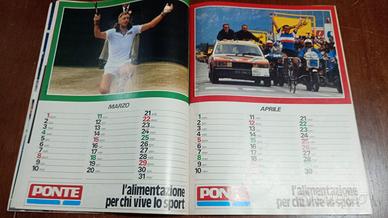 MARZO
1 11 21
2 12 22
3 13 23
4 14 24
5 15 25
6 16 26
7 17 27
8 18 28
9 19 29
10 20 30
31
PONTE
l'alimentazione
per chi vive lo sport
APRILE
1 11 21
2 12 22
3 13 23
4 14 24
5 15 25
6 16 26
7 17 27
8 18 28
9 19 29
10 20 30
PONTE
l'alimentazione
per chi vive lo sport